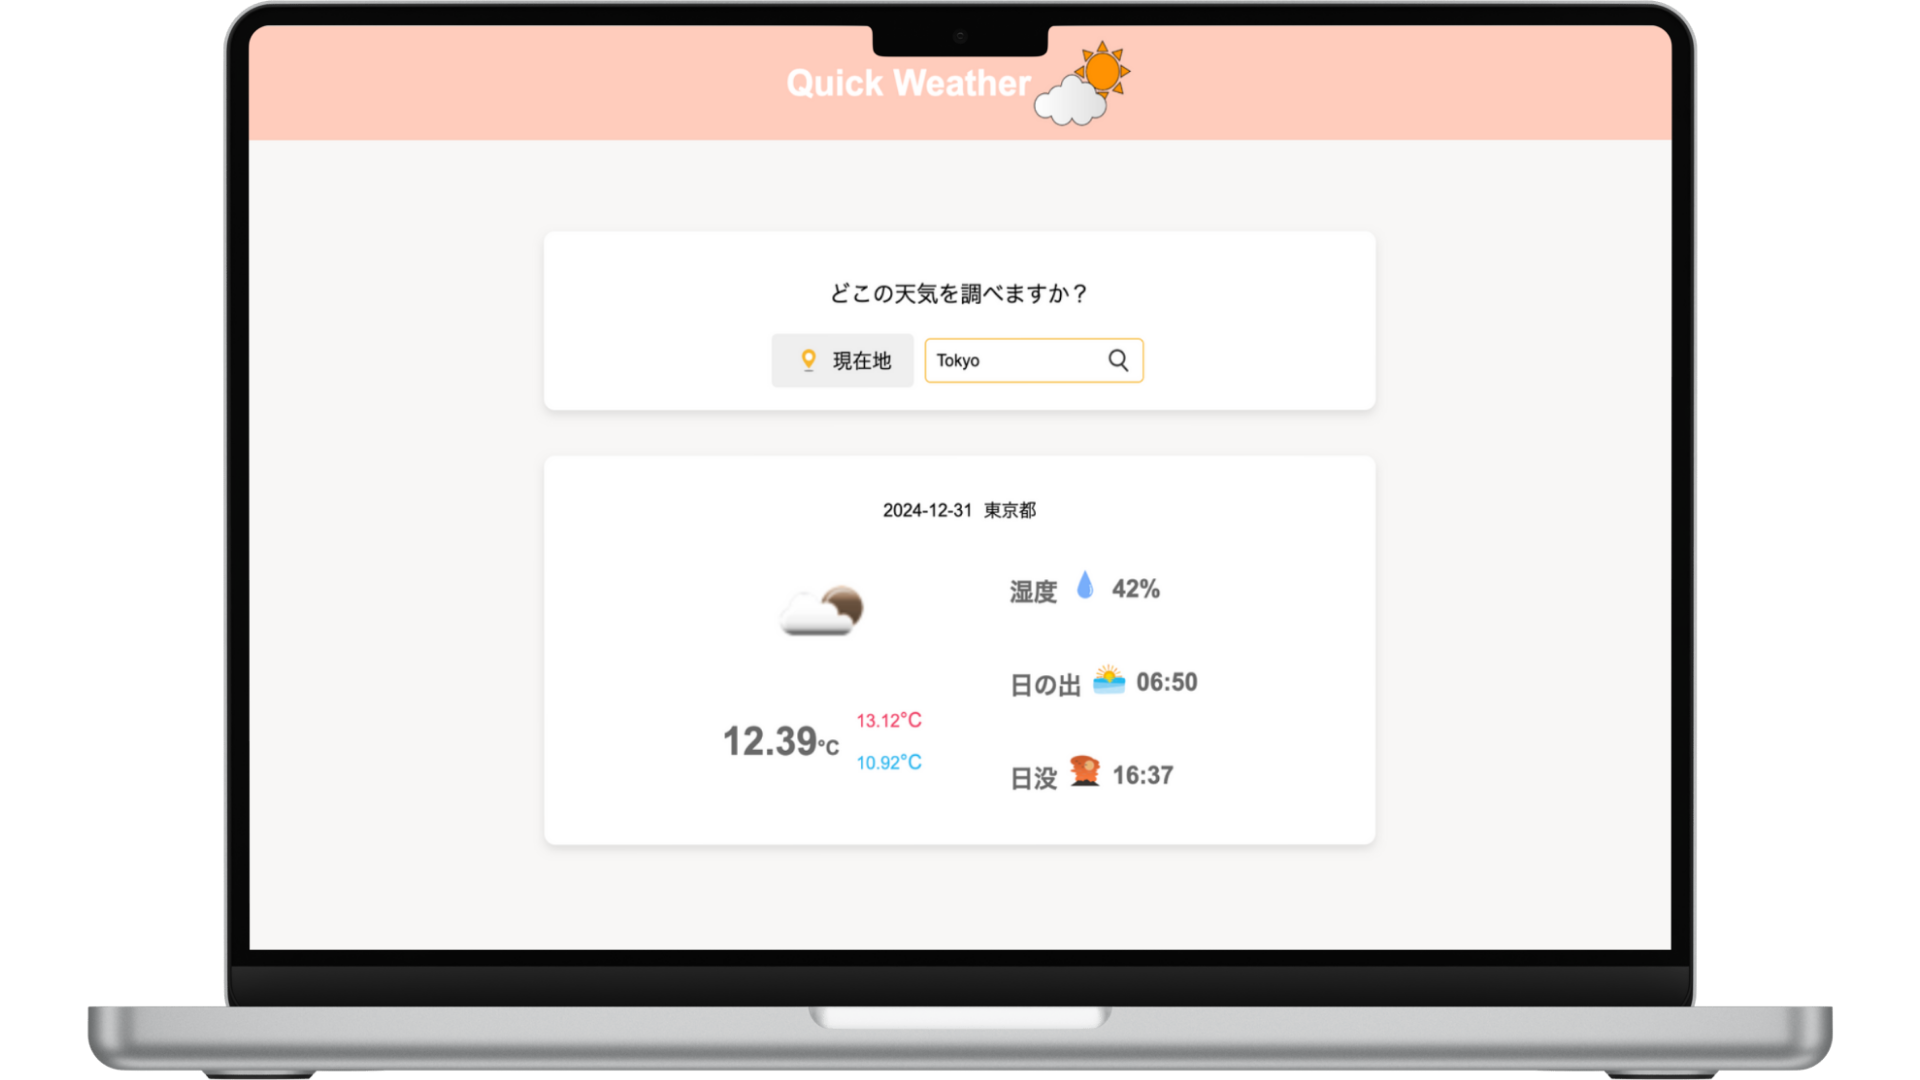 Quick Weather
どこの天気を調べますか？
現在地 Tokyo
2024-12-31 東京都
湿度 42%
日の出 06:50
13.12°C
12.39°C
10.92°C
日没 16:37